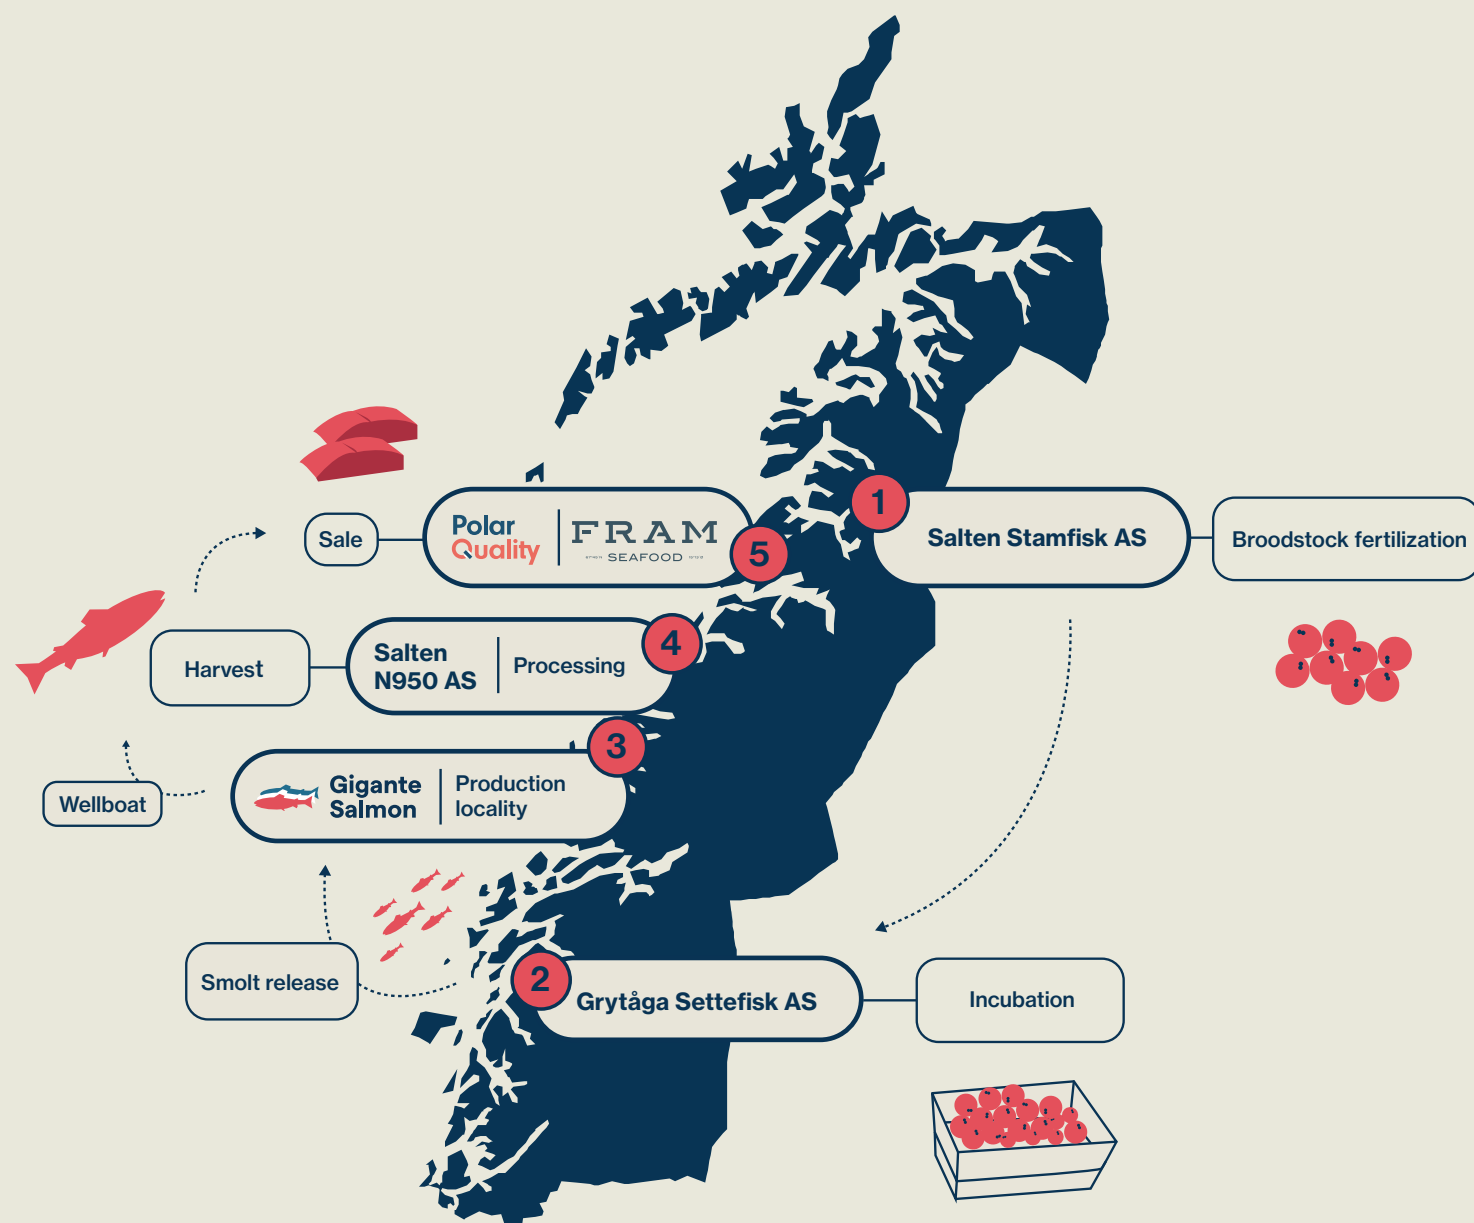 1
Salten Stamfisk AS
Broodstock fertilization
Sale
Polar
Quality
FRAM
SEAFOOD
5
4
Harvest
Salten
N950 AS
Processing
3
Wellboat
Gigante
Salmon
Production
locality
Smolt release
2
Grytåga Settefisk AS
Incubation